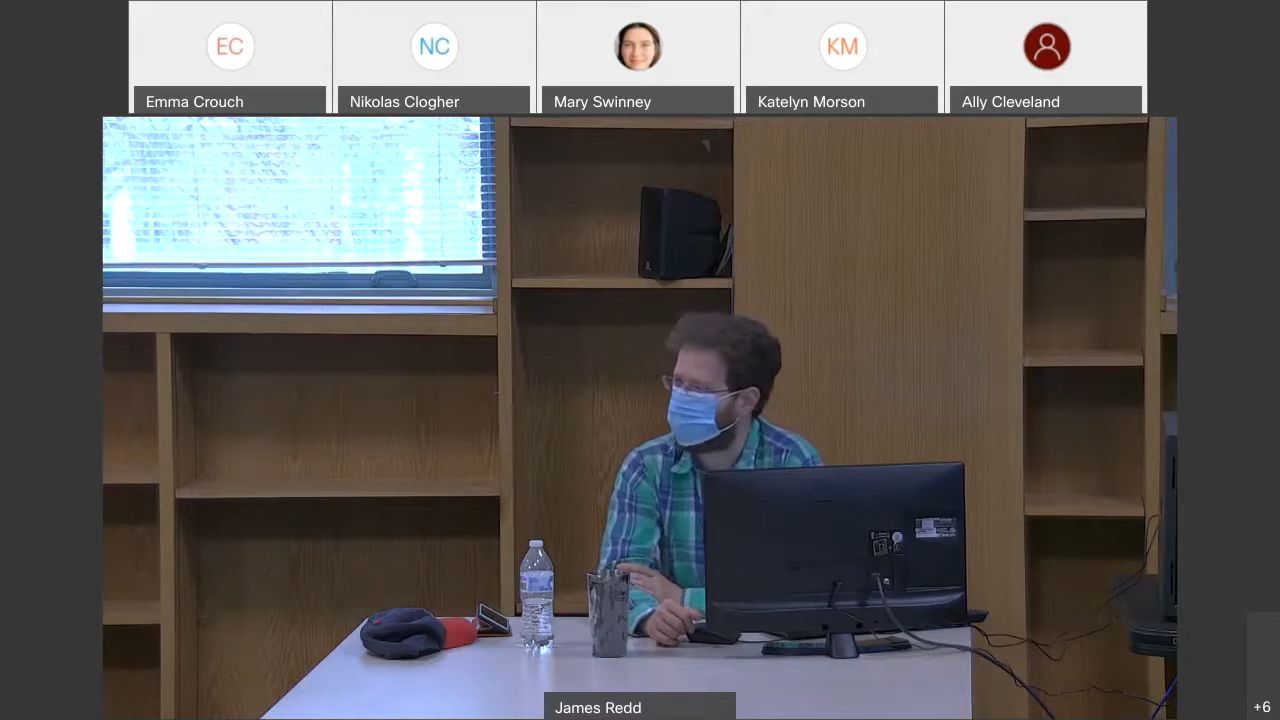 EC
NC
KM
Emma Crouch
Nikolas Clogher
Mary Swinney
Katelyn Morson
Ally Cleveland
James Redd
+6